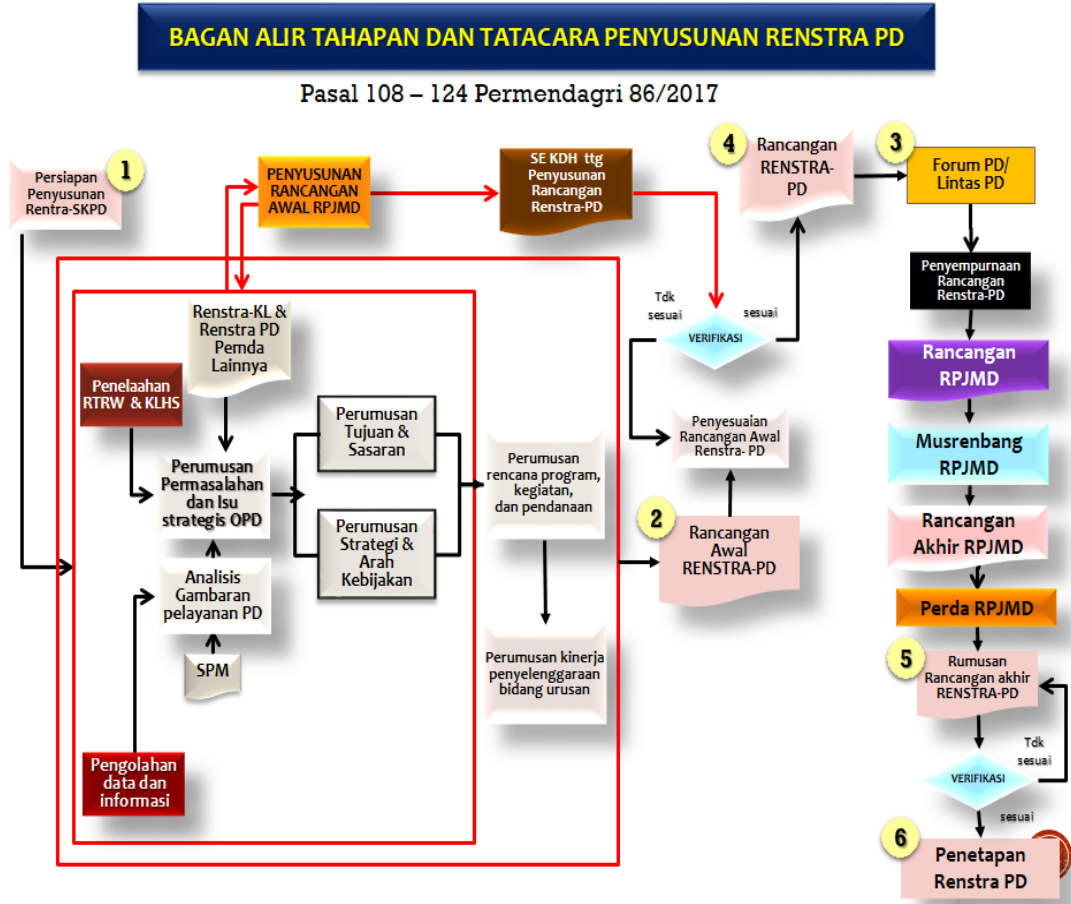 BAGAN ALIR TAHAPAN DAN TATACARA PENYUSUNAN RENSTRA PD
Pasal 108 – 124 Permendagri 86/2017
1
Persiapan
Penyusunan
Rentra-SKPD
PENYUSUNAN
RANCANGAN
AWAL RPJMD
SE KDH ttg
Penyusunan
Rancangan
Renstra-PD
4
Rancangan
RENSTRA-
PD
3
Forum PD/
Lintas PD
Penyempurnaan
Rancangan
Renstra-PD
Renstra-KL &
Renstra PD
Pemda
Lainnya
Penelaahan
RTRW & KLHS
Perumusan
Permasalahan
dan Isu
strategis OPD
Analisis
Gambaran
pelayanan PD
SPM
Pengolahan
data dan
informasi
Perumusan
Tujuan &
Sasaran
Perumusan
Strategi &
Arah
Kebijakan
Perumusan
rencana program,
kegiatan,
dan pendanaan
Perumusan kinerja
penyelenggaraan
bidang urusan
2
Rancangan
Awal
RENSTRA-PD
Penyesuaian
Rancangan Awal
Renstra- PD
Tdk
sesuai
VERIFIKASI
sesuai
Rancangan
RPJMD
Musrenbang
RPJMD
Rancangan
Akhir RPJMD
Perda RPJMD
5
Rumusan
Rancangan akhir
RENSTRA-PD
Tdk
sesuai
VERIFIKASI
sesuai
6
Penetapan
Renstra PD